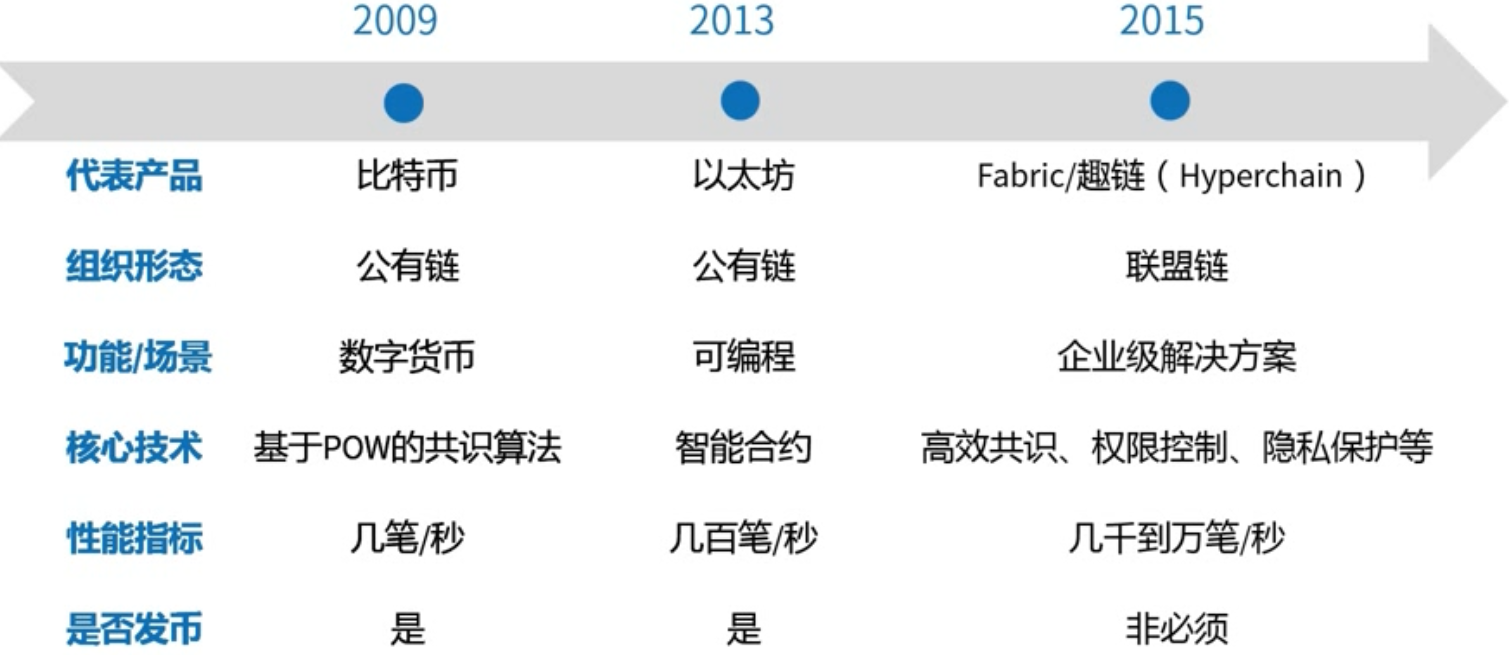 2009 2013 2015
代表产品 比特币 以太坊 Fabric/趣链（Hyperchain）
组织形态 公有链 公有链 联盟链
功能/场景 数字货币 可编程 企业级解决方案
核心技术 基于POW的共识算法 智能合约 高效共识、权限控制、隐私保护等
性能指标 几笔/秒 几百笔/秒 几千到万笔/秒
是否发币 是 是 非必须